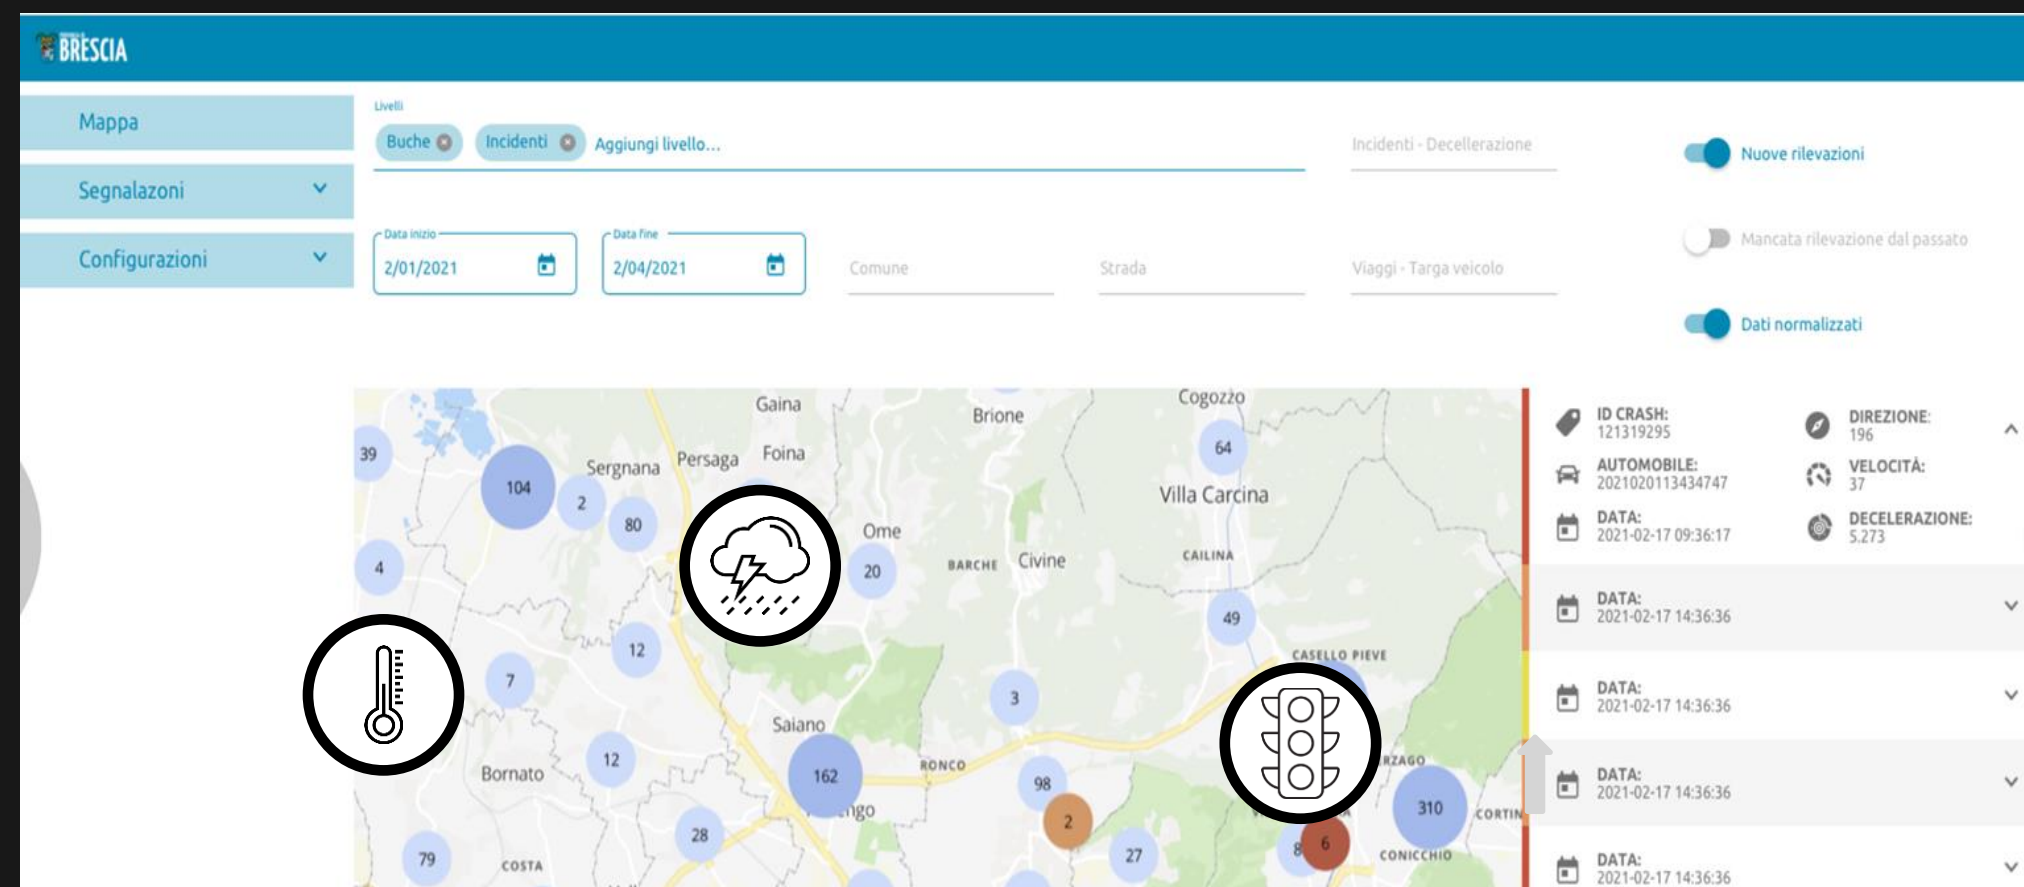 BRESCIA
Mappa
Segnalazoni
Configurazioni
Livelli
Buche
Incidenti
Aggiungi livello...
Incidenti - Decellerazione
Nuove rilevazioni
Mancata rilevazione dal passato
Data inizio
2/01/2021
Data fine
2/04/2021
Comune
Strada
Viaggi - Targa veicolo
Dati normalizzati
Gaina
Brione
Cogozzo
39
Sergnana
Persaga
Foina
64
104
2
80
Villa Carcina
Ome
4
20
BARCHE
Civine
CAILINA
49
12
CASELLO PIEVE
7
3
Saiano
Bornato
12
162
RONCO
98
RZAGO
310
CORTIN
ngo
2
28
79
COSTA
27
8
6
CONICCHIO
ID CRASH:
121319295
DIREZIONE:
196
AUTOMOBILE:
2021020113434747
VELOCITÀ:
37
DATA:
2021-02-17 09:36:17
DECELERAZIONE:
5.273
DATA:
2021-02-17 14:36:36
DATA:
2021-02-17 14:36:36
DATA:
2021-02-17 14:36:36
DATA:
2021-02-17 14:36:36